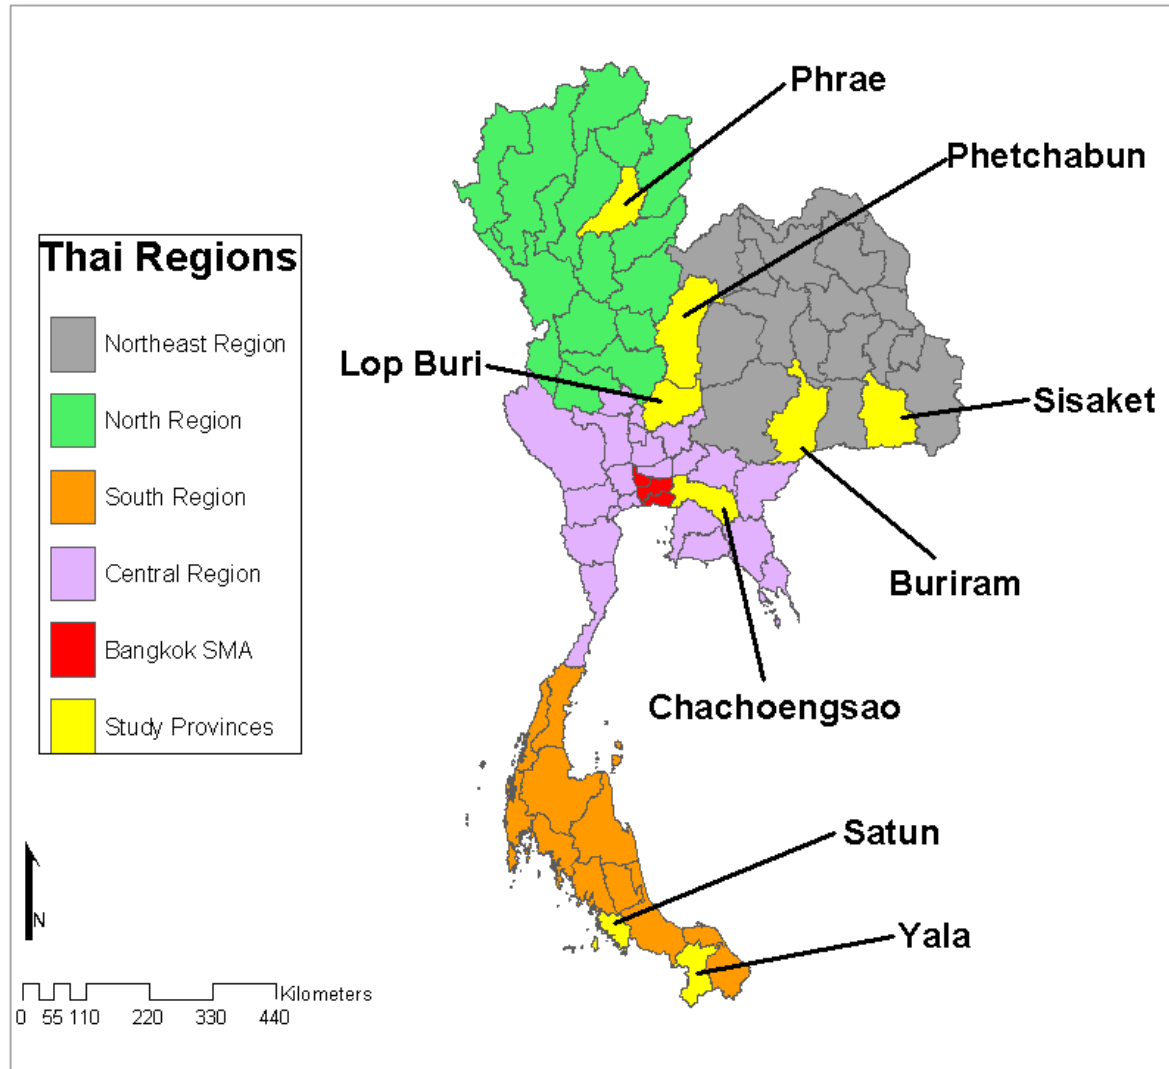 Phrae
Phetchabun
Thai Regions
Northeast Region
Lop Buri
North Region
Sisaket
South Region
Central Region
Buriram
Bangkok SMA
Chachoengsao
Study Provinces
Satun
N
Yala
Kilometers
0 55 110 220 330 440